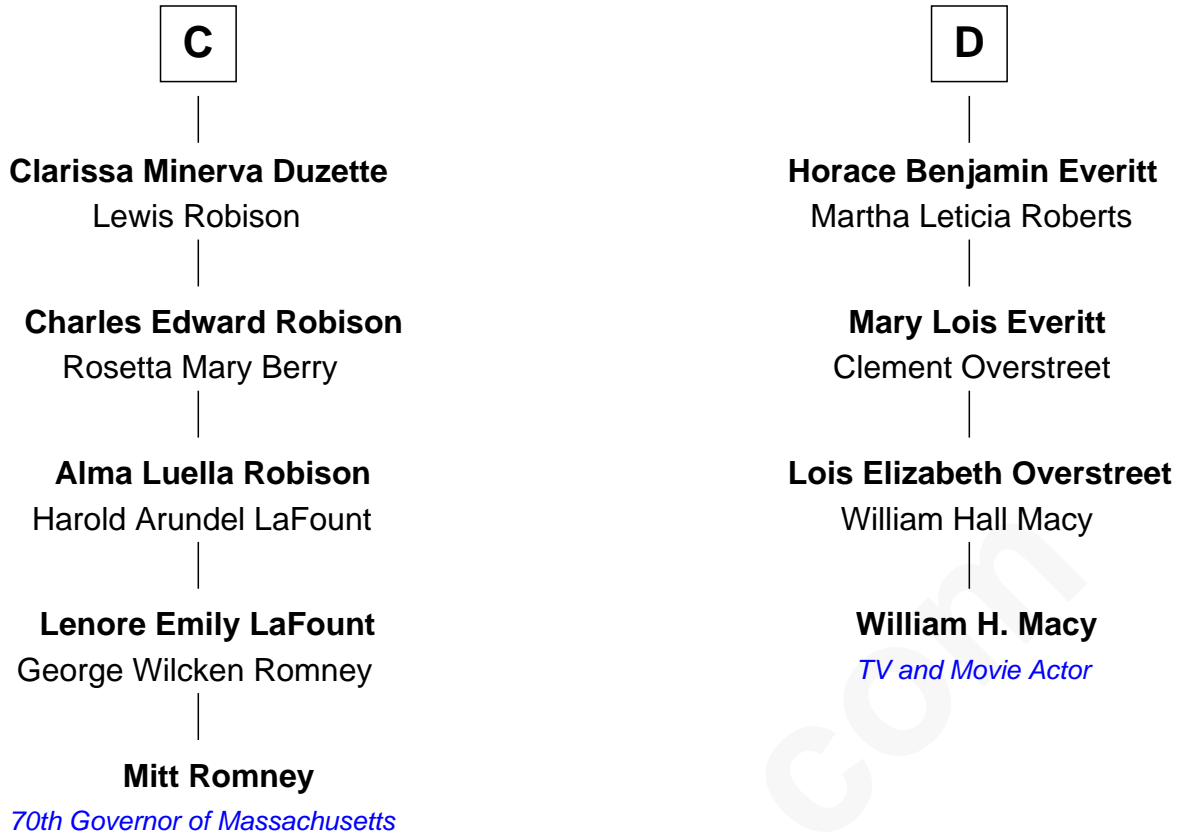 C
Clarissa Minerva Duzette
Lewis Robison
Charles Edward Robison
Rosetta Mary Berry
Alma Luella Robison
Harold Arundel LaFount
Lenore Emily LaFount
George Wilcken Romney
Mitt Romney
70th Governor of Massachusetts
D
Horace Benjamin Everitt
Martha Leticia Roberts
Mary Lois Everitt
Clement Overstreet
Lois Elizabeth Overstreet
William Hall Macy
William H. Macy
TV and Movie Actor
com